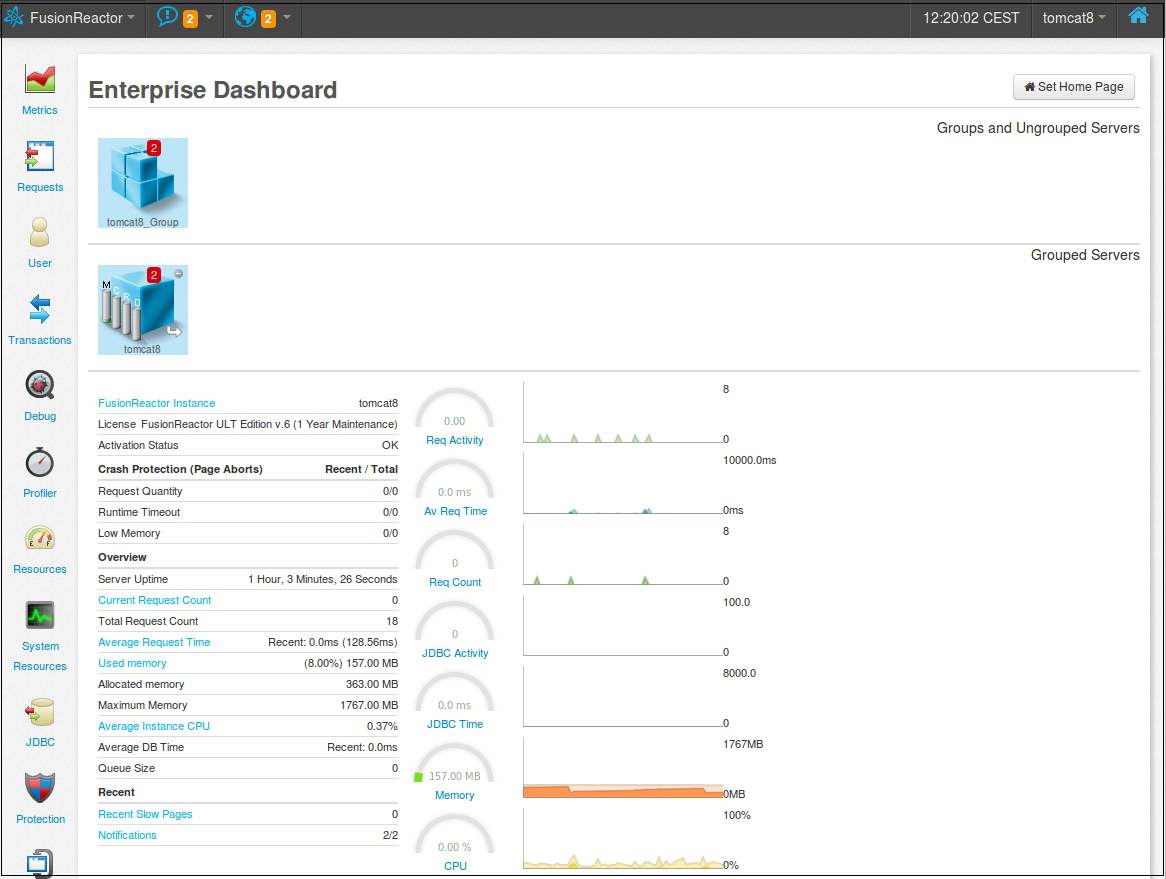 FusionReactor 2 2 12:20:02 CEST tomcat8
Enterprise Dashboard
Set Home Page
Metrics
Requests
User
Transactions
Debug
Profiler
Resources
E F
System
Resources
JDBC
Protection
Groups and Ungrouped Servers
2
tomcat8_Group
Grouped Servers
2
M C R D
tomcat8
FusionReactor Instance tomcat8
License FusionReactor ULT Edition v.6 (1 Year Maintenance)
Activation Status OK
Crash Protection (Page Aborts) Recent / Total
Request Quantity 0/0
Runtime Timeout 0/0
Low Memory 0/0
Overview
Server Uptime 1 Hour, 3 Minutes, 26 Seconds
Current Request Count 0
Total Request Count 18
Average Request Time Recent: 0.0ms (128.56ms)
Used memory (8.00%) 157.00 MB
Allocated memory 363.00 MB
Maximum Memory 1767.00 MB
Average Instance CPU 0.37%
Average DB Time Recent: 0.0ms
Queue Size 0
Recent
Recent Slow Pages 0
Notifications 2/2
0.00
Req Activity
8
0
0.0 ms
Av Req Time
10000.0ms
0ms
0
Req Count
8
0
0
JDBC Activity
100.0
0
0.0 ms
JDBC Time
8000.0
0
157.00 MB
Memory
1767MB
0MB
0.00 %
CPU
100%
0%